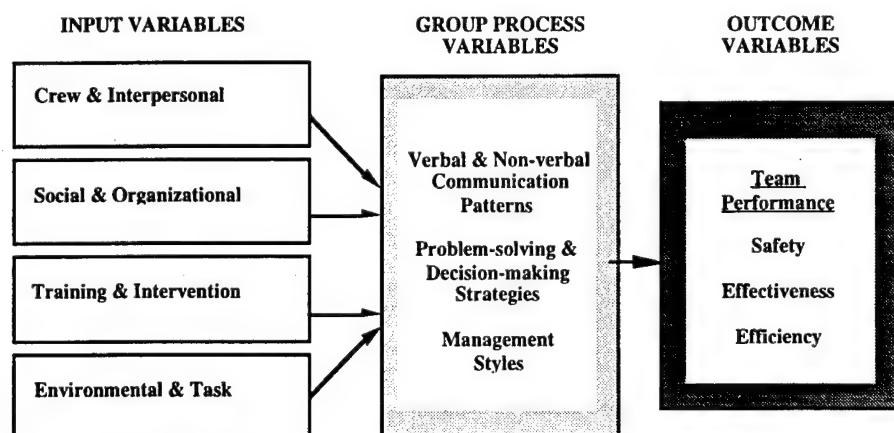 INPUT VARIABLES
Crew & Interpersonal
Social & Organizational
Training & Intervention
Environmental & Task
GROUP PROCESS
VARIABLES
Verbal & Non-verbal
Communication
Patterns
Problem-solving &
Decision-making
Strategies
Management
Styles
OUTCOME
VARIABLES
Team
Performance
Safety
Effectiveness
Efficiency